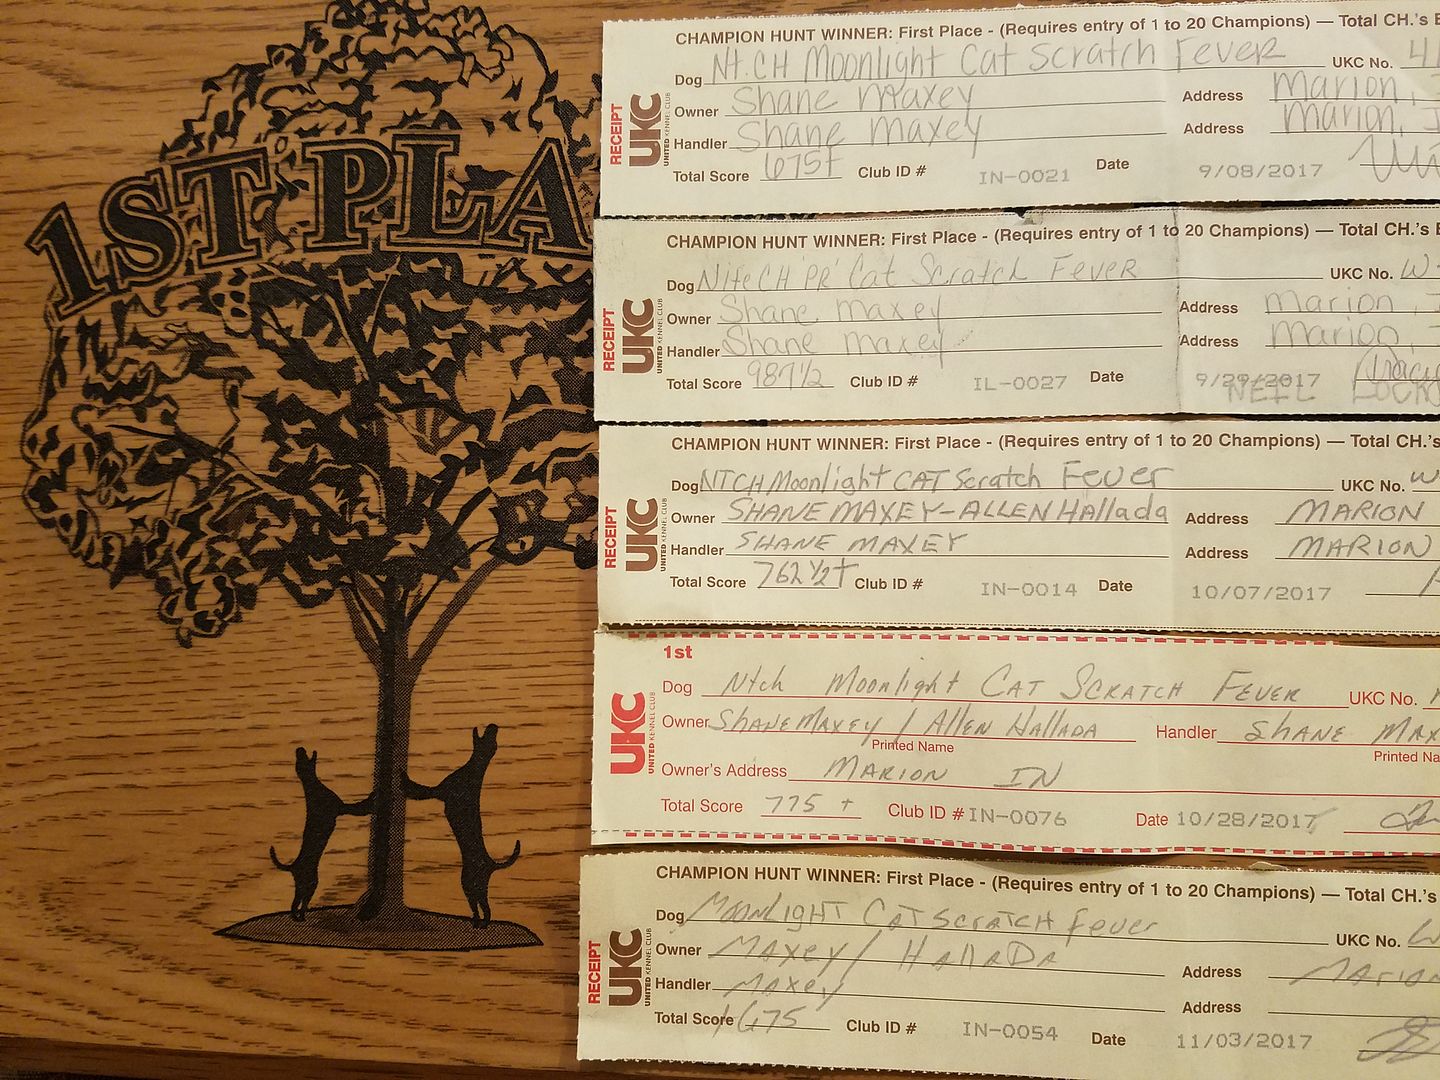 1ST PLA
CHAMPION HUNT WINNER: First Place - (Requires entry of 1 to 20 Champions) — Total CH.'s
Dog Nt.CH Moonlight Cat Scratch Fever UKC No.
Owner Shane Maxey Address Marion,
Handler Shane Maxey Address Marion,
Total Score 675+ Club ID # IN-0021 Date 9/08/2017
RECEIPT
UKC
UNITED KENNEL CLUB
CHAMPION HUNT WINNER: First Place - (Requires entry of 1 to 20 Champions) — Total CH.'s
Dog Nite CH 'PR' Cat Scratch Fever UKC No. W
Owner Shane Maxey Address Marion,
Handler Shane maxey Address Marion,
Total Score 987 1/2 Club ID # IL-0027 Date 9/29/2017
NEIL
RECEIPT
UKC
UNITED KENNEL CLUB
CHAMPION HUNT WINNER: First Place - (Requires entry of 1 to 20 Champions) — Total CH.'s
Dog NTCH Moonlight CAT Scratch Fever UKC No. W
Owner SHANE MAXEY-ALLEN Hallada Address MARION
Handler SHANE MAXEY Address MARION
Total Score 762 1/2+ Club ID # IN-0014 Date 10/07/2017
RECEIPT
UKC
UNITED KENNEL CLUB
1st
Dog Ntch Moonlight CAT SCRATCH FEVER UKC No.
Owner SHANE MAXEY / ALLEN HALLADA Handler SHANE MAX
Printed Name Printed Na
Owner's Address MARION IN
Total Score 775 + Club ID # IN-0076 Date 10/28/2017
UKC
UNITED KENNEL CLUB
CHAMPION HUNT WINNER: First Place - (Requires entry of 1 to 20 Champions) — Total CH.'s
Dog MOONLIGHT CAT SCRATCH Fever UKC No. W
Owner MAXEY / HALLADA Address MARION
Handler MAXEY Address
Total Score +675 Club ID # IN-0054 Date 11/03/2017
RECEIPT
UKC
UNITED KENNEL CLUB